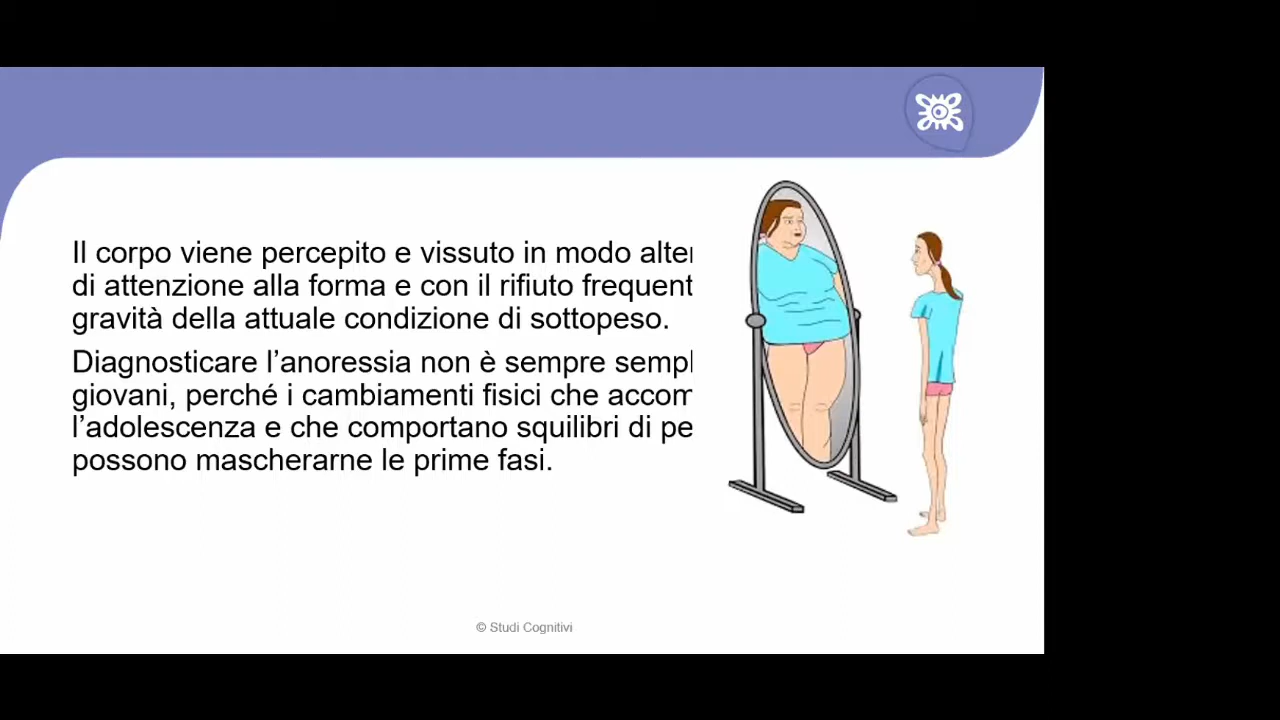 Il corpo viene percepito e vissuto in modo alter
di attenzione alla forma e con il rifiuto frequent
gravità della attuale condizione di sottopeso.
Diagnosticare l’anoressia non è sempre sempl
giovani, perché i cambiamenti fisici che accom
l’adolescenza e che comportano squilibri di pe
possono mascherarne le prime fasi.
© Studi Cognitivi